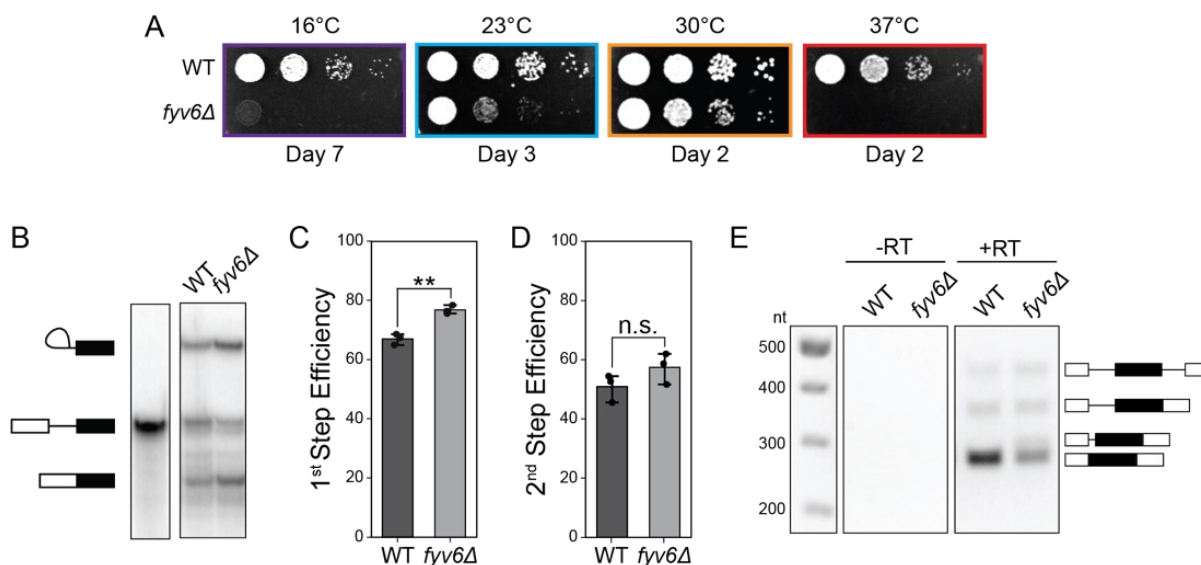 A
16°C 23°C 30°C 37°C
WT
fyv6Δ
Day 7 Day 3 Day 2 Day 2
B
WT fyv6Δ
C
1st Step Efficiency
100
80
60
40
20
0
**
WT fyv6Δ
D
2nd Step Efficiency
100
80
60
40
20
0
n.s.
WT fyv6Δ
E
-RT +RT
WT fyv6Δ WT fyv6Δ
nt
500
400
300
200